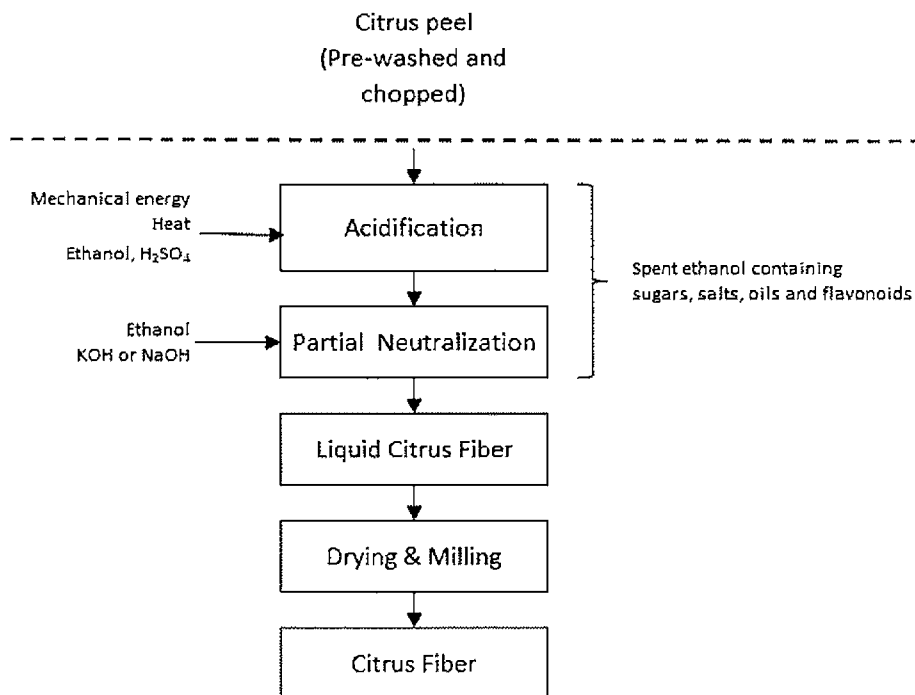 Citrus peel
(Pre-washed and
chopped)
Mechanical energy
Heat
Ethanol, H₂SO₄
Acidification
Spent ethanol containing
sugars, salts, oils and flavonoids
Ethanol
KOH or NaOH
Partial Neutralization
Liquid Citrus Fiber
Drying & Milling
Citrus Fiber